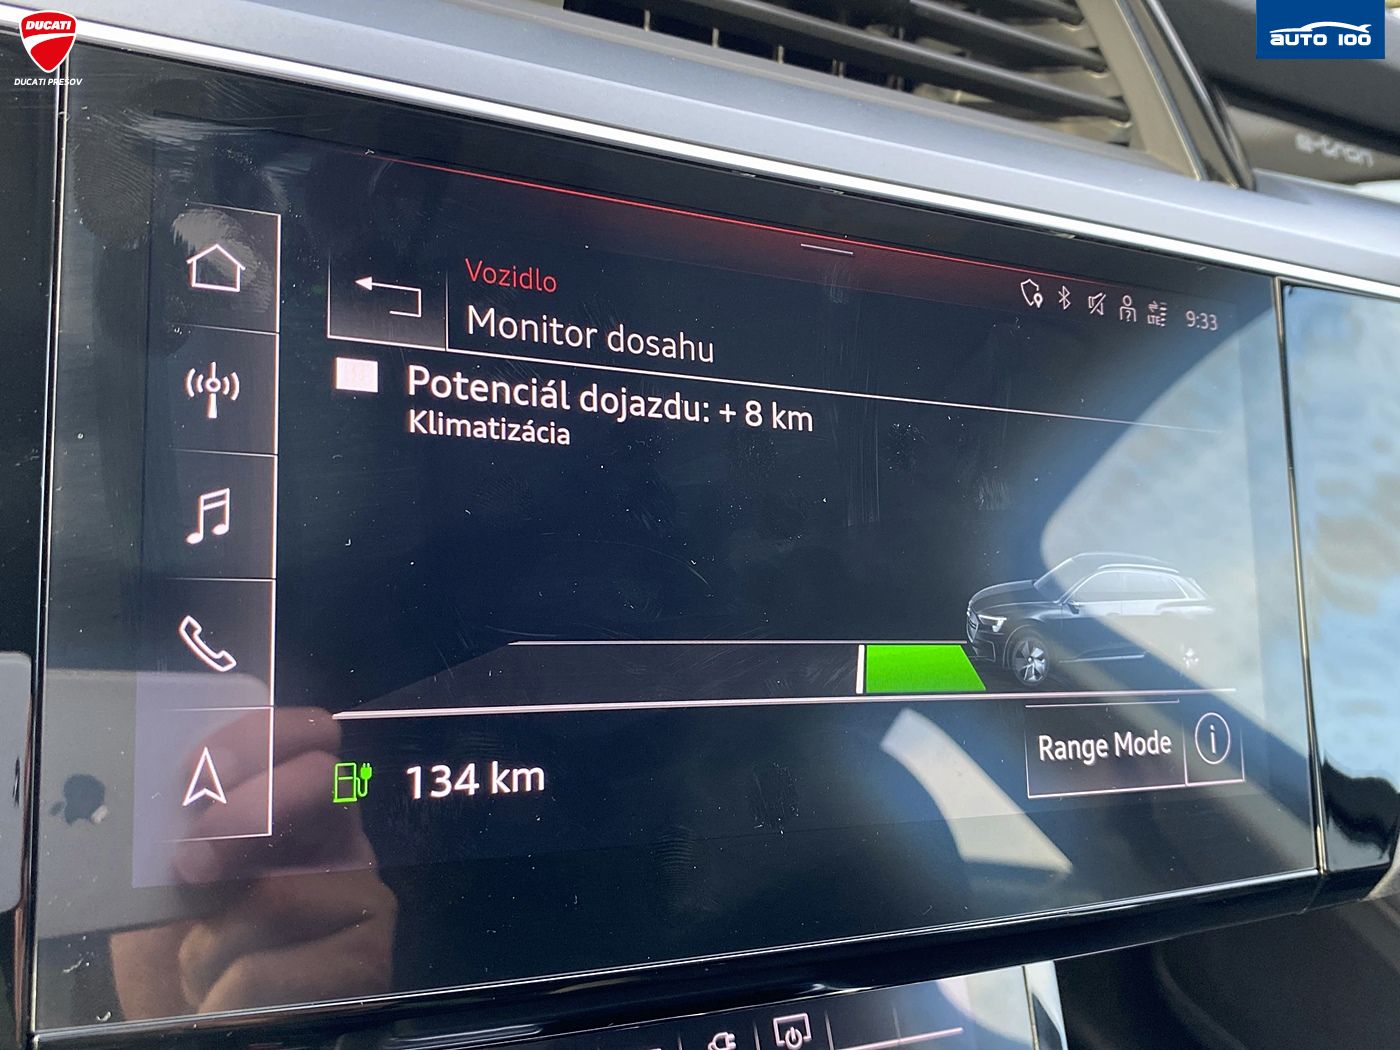 DUCATI
DUCATI PREŠOV
AUTO 100
e-tron
Vozidlo
Monitor dosahu
LTE
9:33
Potenciál dojazdu: + 8 km
Klimatizácia
Range Mode
i
134 km